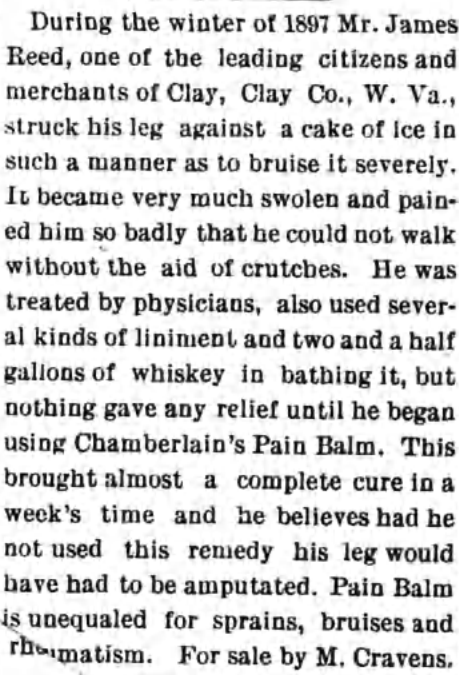 During the winter of 1897 Mr. James
Reed, one of the leading citizens and
merchants of Clay, Clay Co., W. Va.,
struck his leg against a cake of ice in
such a manner as to bruise it severely.
It became very much swolen and pain-
ed him so badly that he could not walk
without the aid of crutches. He was
treated by physicians, also used sever-
al kinds of liniment and two and a half
gallons of whiskey in bathing it, but
nothing gave any relief until he began
using Chamberlain's Pain Balm. This
brought almost a complete cure in a
week's time and he believes had he
not used this remedy his leg would
have had to be amputated. Pain Balm
is unequaled for sprains, bruises and
rheumatism. For sale by M. Cravens.